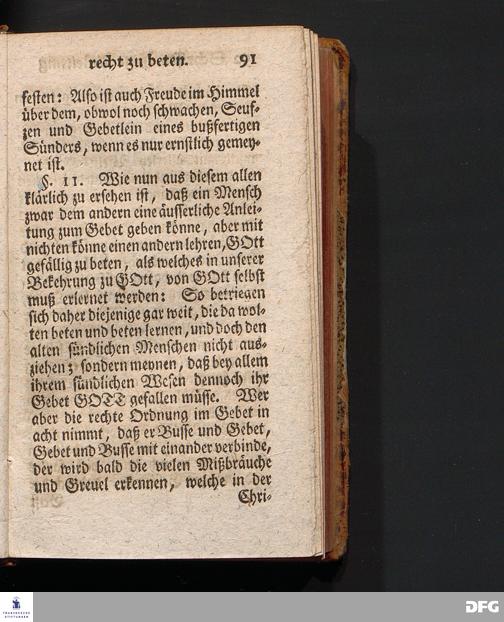 recht zu beten. 91
festen: Also ist auch Freude im Himmel
über dem, obwol noch schwachen, Seuf-
zen und Gebetlein eines bußfertigen
Sünders, wenn es nur ernstlich gemey-
net ist.
§. 11. Wie nun aus diesem allen
klärlich zu ersehen ist, daß ein Mensch
zwar dem andern eine äusserliche Anlei-
tung zum Gebet geben könne, aber mit
nichten könne einen andern lehren, GOtt
gefällig zu beten, als welches in unserer
Bekehrung zu GOtt, von GOtt selbst
muß erlernet werden: So betriegen
sich daher diejenige gar weit, die da wol-
ten beten und beten lernen, und doch den
alten sündlichen Menschen nicht aus-
ziehen; sondern meynen, daß bey allem
ihrem sündlichen Wesen dennoch ihr
Gebet GOTT gefallen müsse. Wer
aber die rechte Ordnung im Gebet in
acht nimmt, daß er Busse und Gebet,
Gebet und Busse mit einander verbinde,
der wird bald die vielen Mißbräuche
und Greuel erkennen, welche in der
Chri-
FRANCKESCHE
STIFTUNGEN
DFG